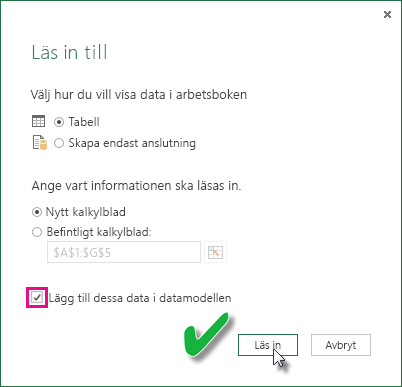 Läs in till
Välj hur du vill visa data i arbetsboken
Tabell
Skapa endast anslutning
Ange vart informationen ska läsas in.
Nytt kalkylblad
Befintligt kalkylblad:
$A$1:$G$5
Lägg till dessa data i datamodellen
Läs in
Avbryt